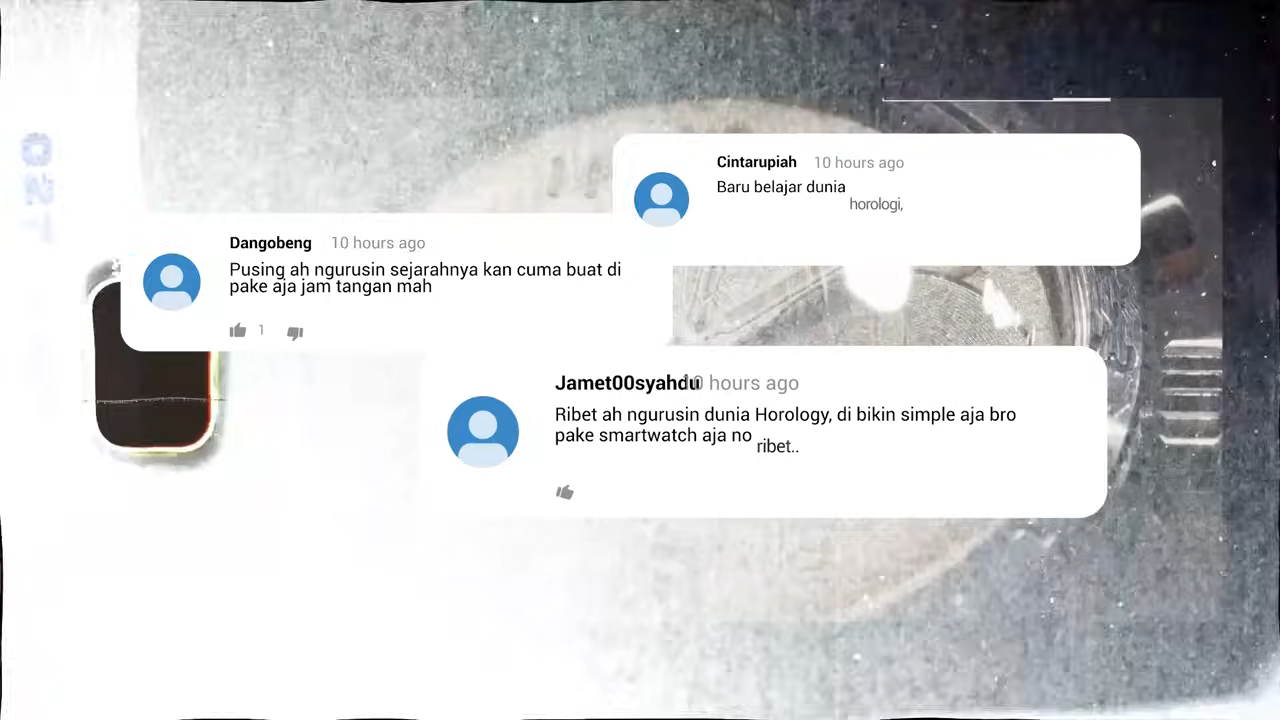 Cintarupiah 10 hours ago
Baru belajar dunia
horologi,
Dangobeng 10 hours ago
Pusing ah ngurusin sejarahnya kan cuma buat di
pake aja jam tangan mah
1
Jamet00syahdu 10 hours ago
Ribet ah ngurusin dunia Horology, di bikin simple aja bro
pake smartwatch aja no
ribet..